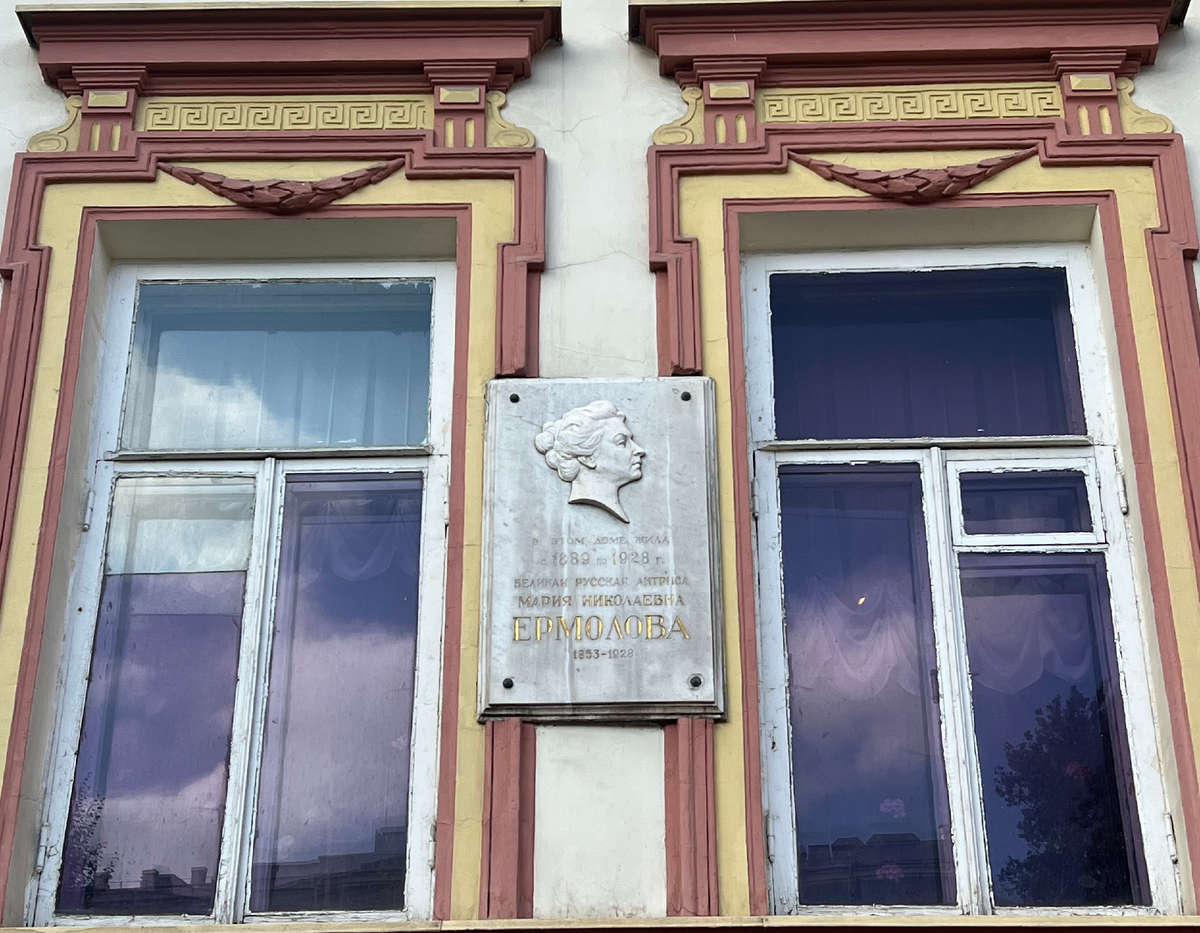 В ЭТОМ ДОМЕ ЖИЛА
с 1889 по 1928 г.
ВЕЛИКАЯ РУССКАЯ АКТРИСА
МАРИЯ НИКОЛАЕВНА
ЕРМОЛОВА
1853-1928